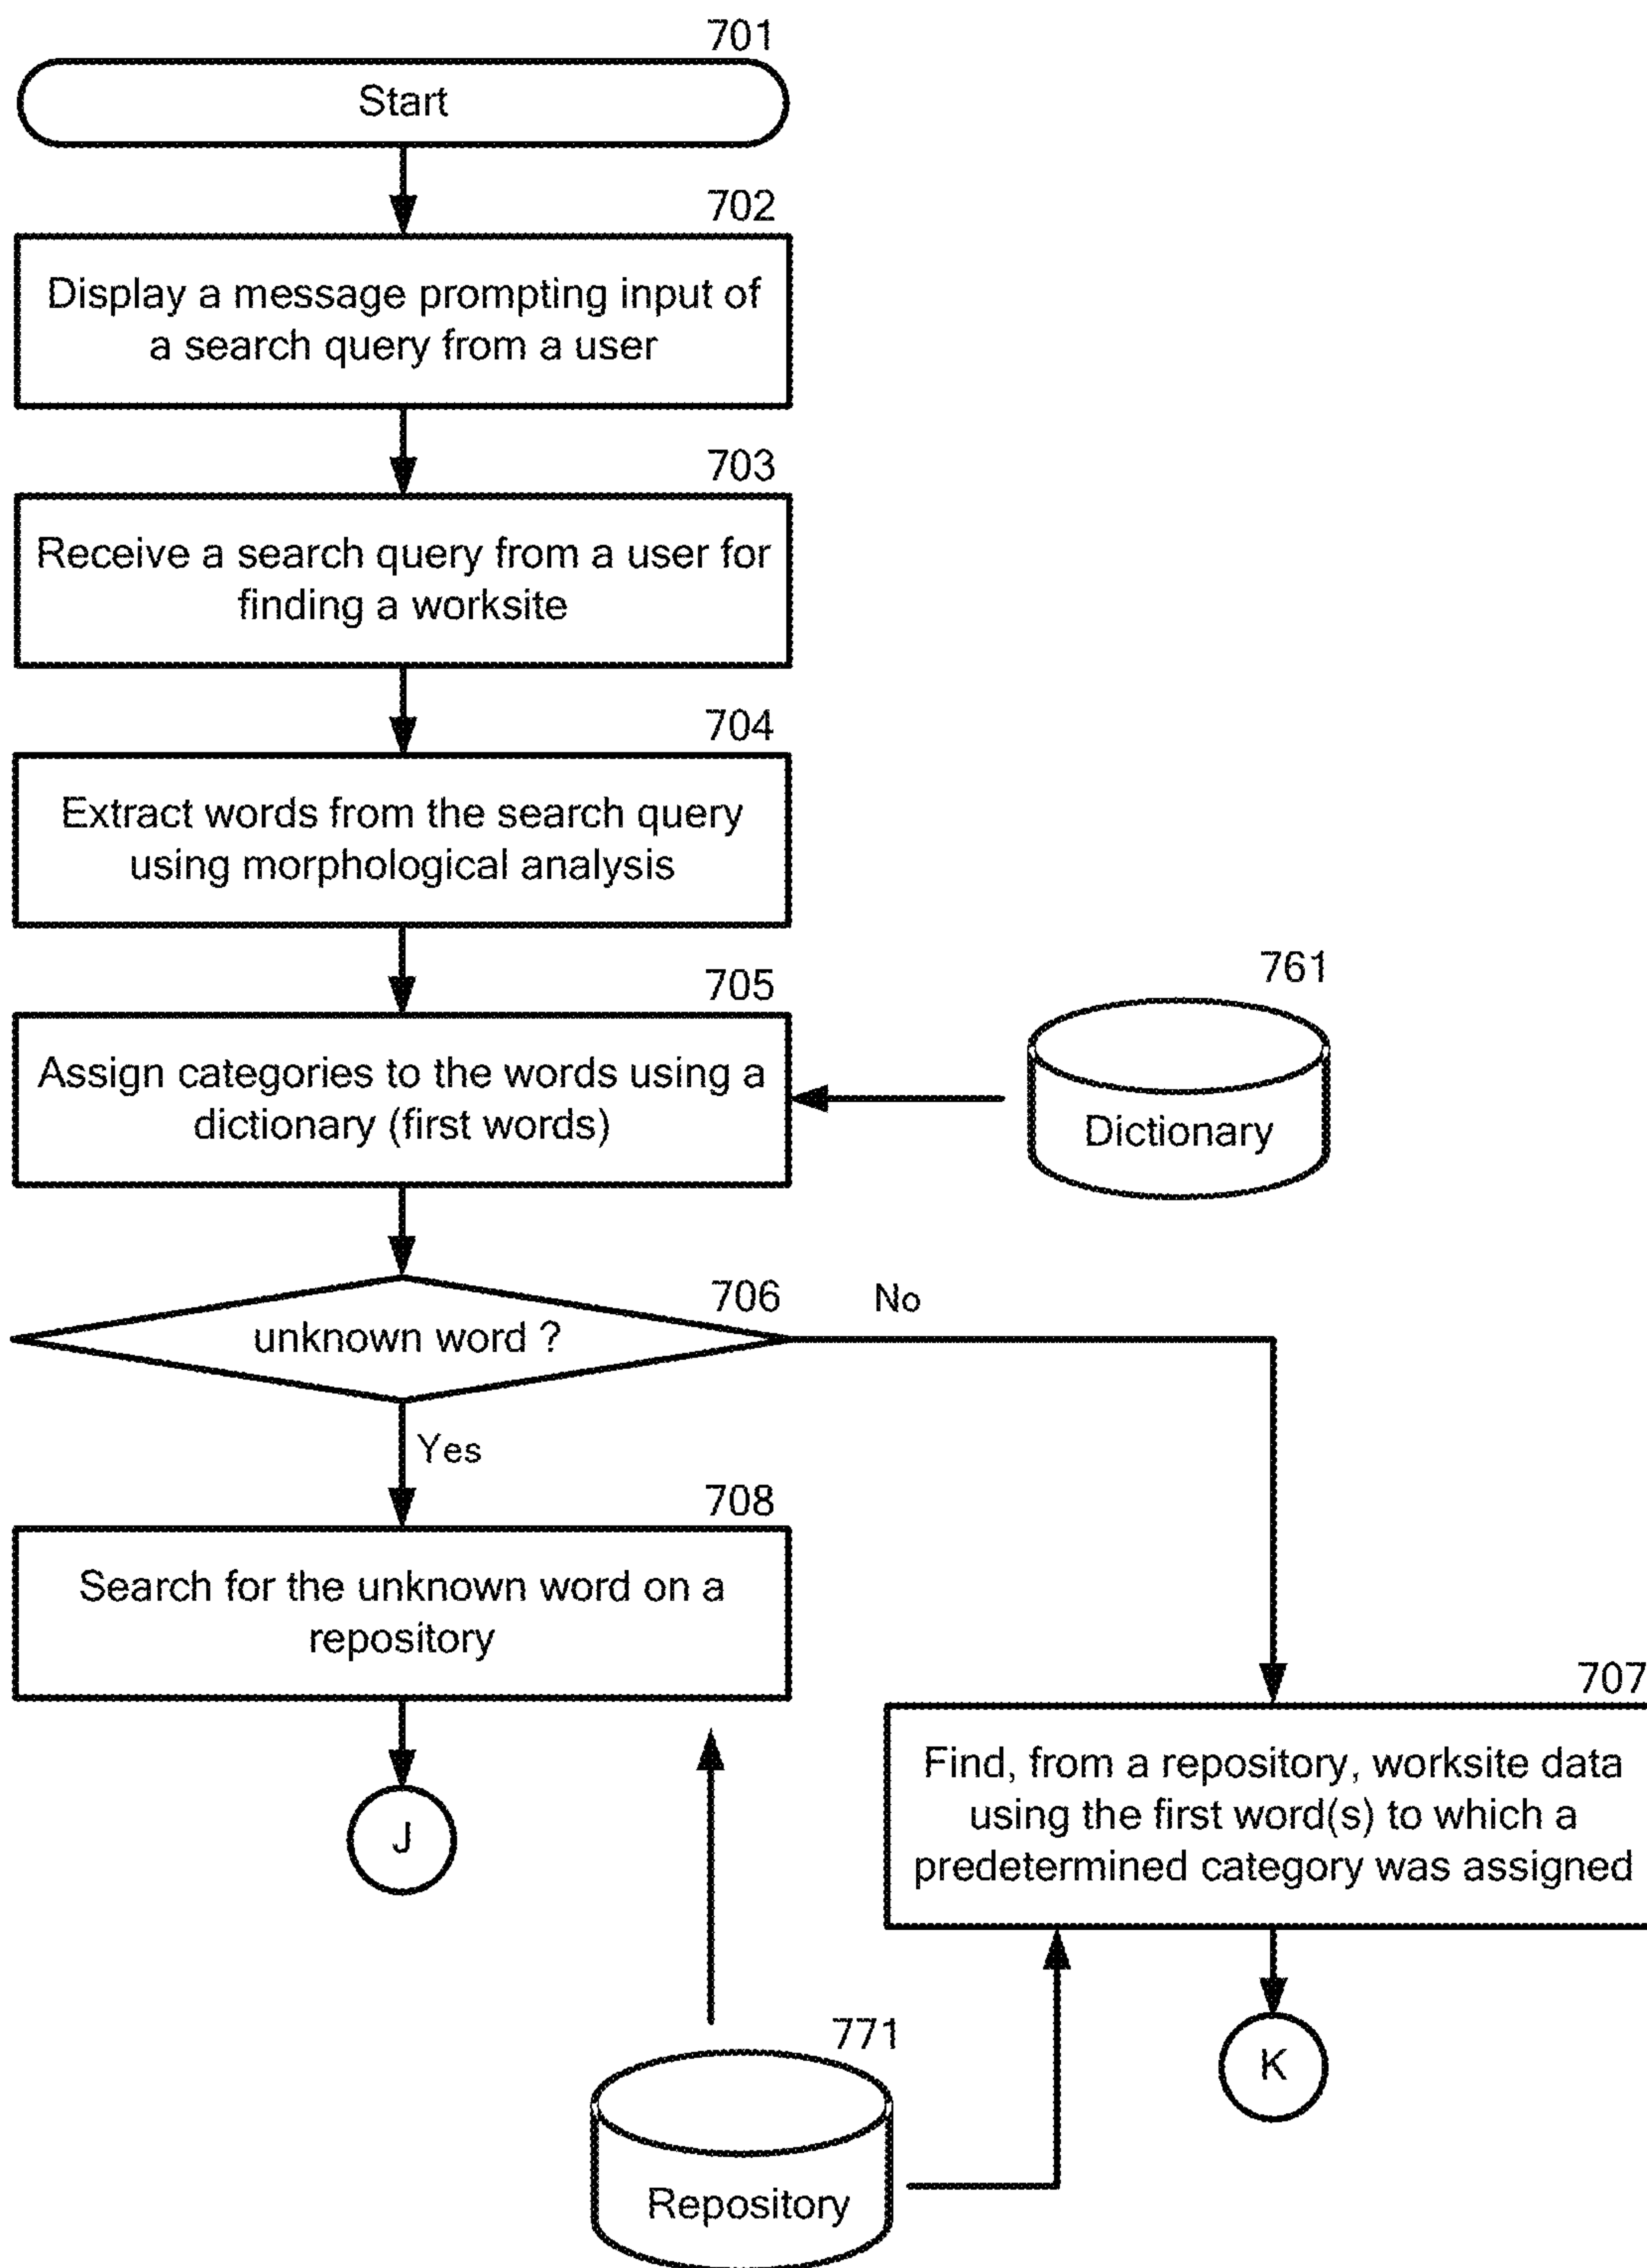 701
Start
702
Display a message prompting input of
a search query from a user
703
Receive a search query from a user for
finding a worksite
704
Extract words from the search query
using morphological analysis
705
Assign categories to the words using a
dictionary (first words)
761
Dictionary
706
unknown word ?
No
Yes
708
Search for the unknown word on a
repository
J
707
Find, from a repository, worksite data
using the first word(s) to which a
predetermined category was assigned
K
771
Repository